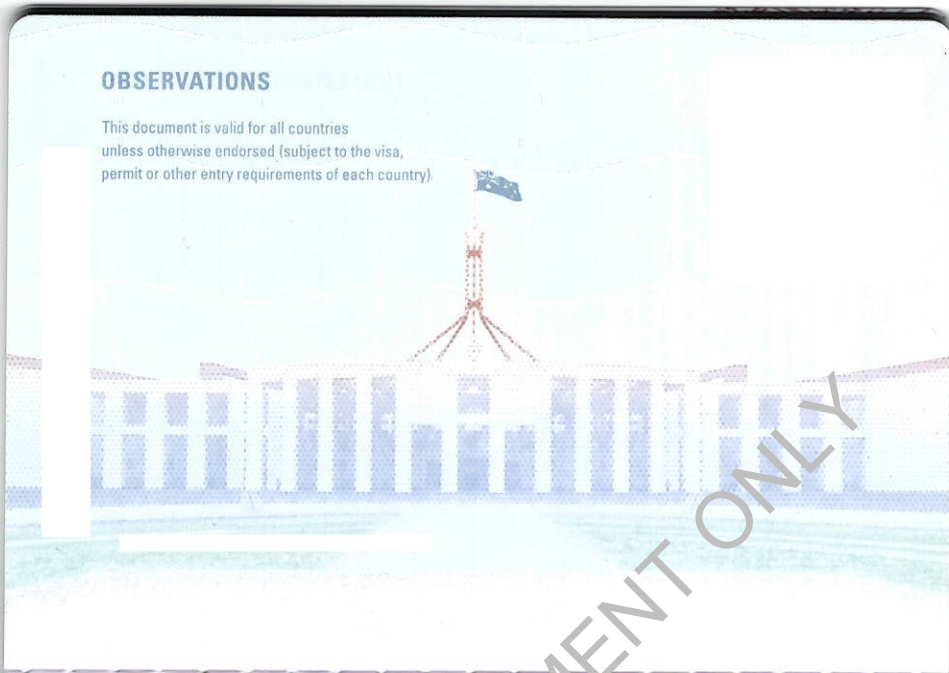 OBSERVATIONS
This document is valid for all countries
unless otherwise endorsed (subject to the visa,
permit or other entry requirements of each country)
MENT ONLY